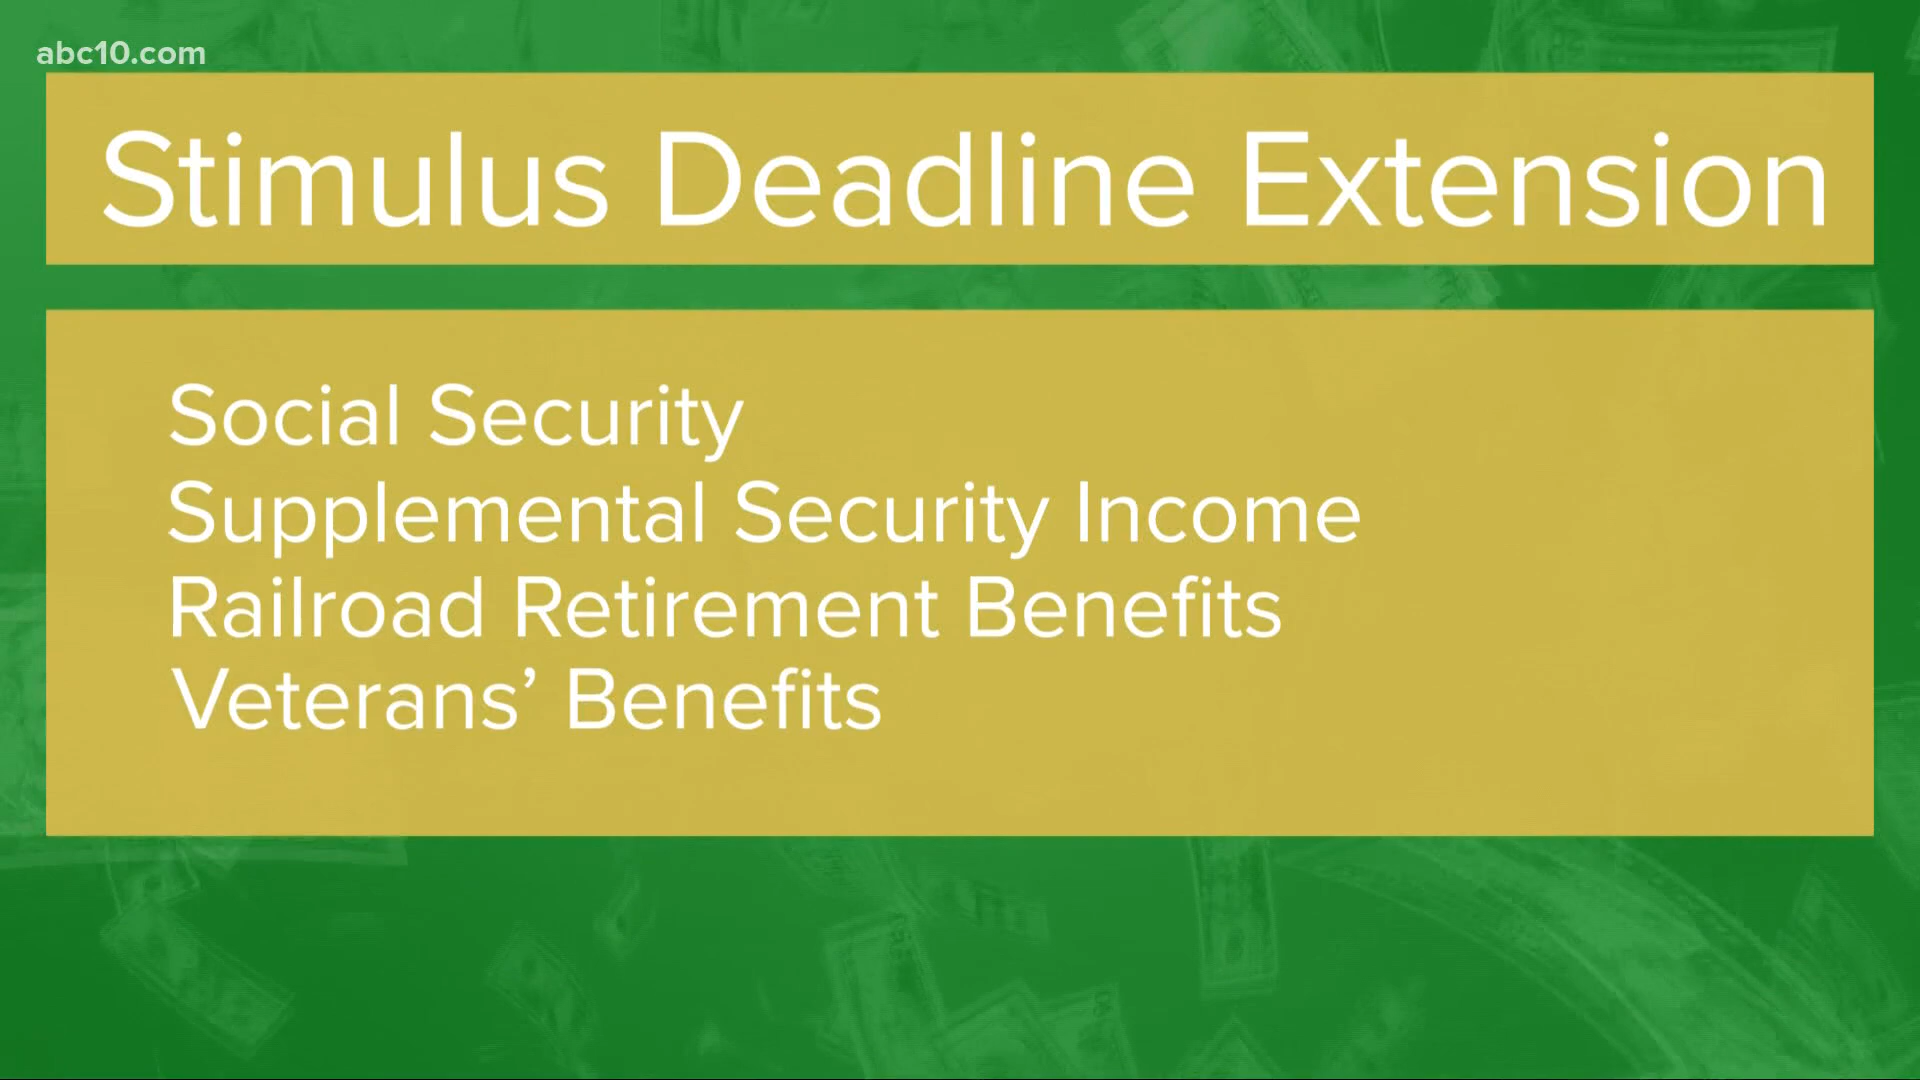 abc10.com
Stimulus Deadline Extension
Social Security
Supplemental Security Income
Railroad Retirement Benefits
Veterans’ Benefits